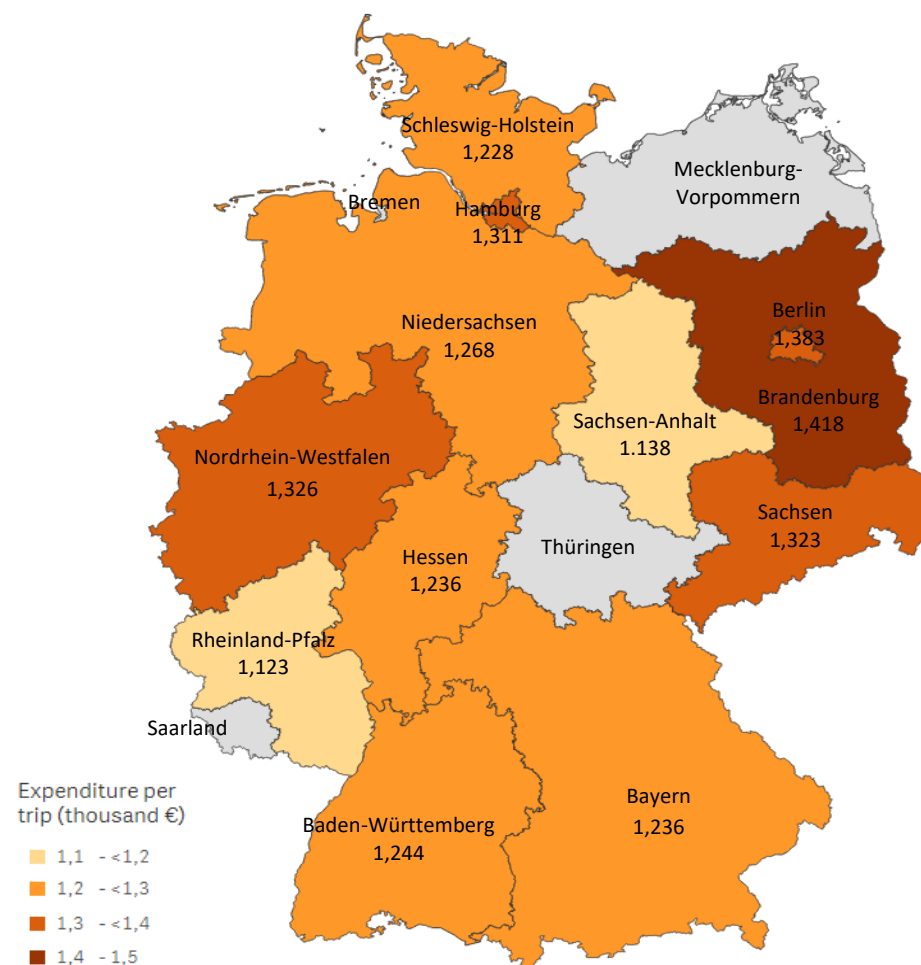 Schleswig-Holstein
1,228
Mecklenburg-
Vorpommern
Bremen
Hamburg
1,311
Berlin
1,383
Niedersachsen
1,268
Brandenburg
1,418
Sachsen-Anhalt
1.138
Nordrhein-Westfalen
1,326
Sachsen
1,323
Thüringen
Hessen
1,236
Rheinland-Pfalz
1,123
Saarland
Bayern
1,236
Baden-Württemberg
1,244
Expenditure per
trip (thousand €)
1,1 - <1,2
1,2 - <1,3
1,3 - <1,4
1,4 - 1,5